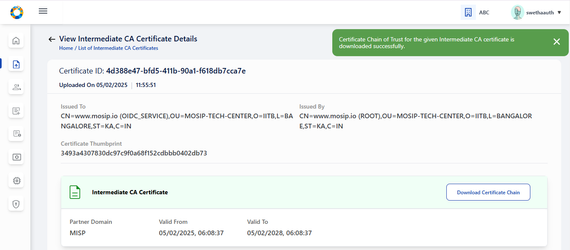 ABC
swethaauth
View Intermediate CA Certificate Details
Home / List of Intermediate CA Certificates
Certificate Chain of Trust for the given Intermediate CA certificate is
downloaded successfully.
Certificate ID: 4d388e47-bfd5-411b-90a1-f618db7cca7e
Uploaded On 05/02/2025 | 11:55:51
Issued To
CN=www.mosip.io (OIDC_SERVICE),OU=MOSIP-TECH-CENTER,O=IITB,L=BA
NGALORE,ST=KA,C=IN
Issued By
CN=www.mosip.io (ROOT),OU=MOSIP-TECH-CENTER,O=IITB,L=BANGALOR
E,ST=KA,C=IN
Certificate Thumbprint
3493a4307830dc97c9f0a68f152cdbbb0402db73
Intermediate CA Certificate
Download Certificate Chain
Partner Domain
MISP
Valid From
05/02/2025, 06:08:37
Valid To
05/02/2028, 06:08:37